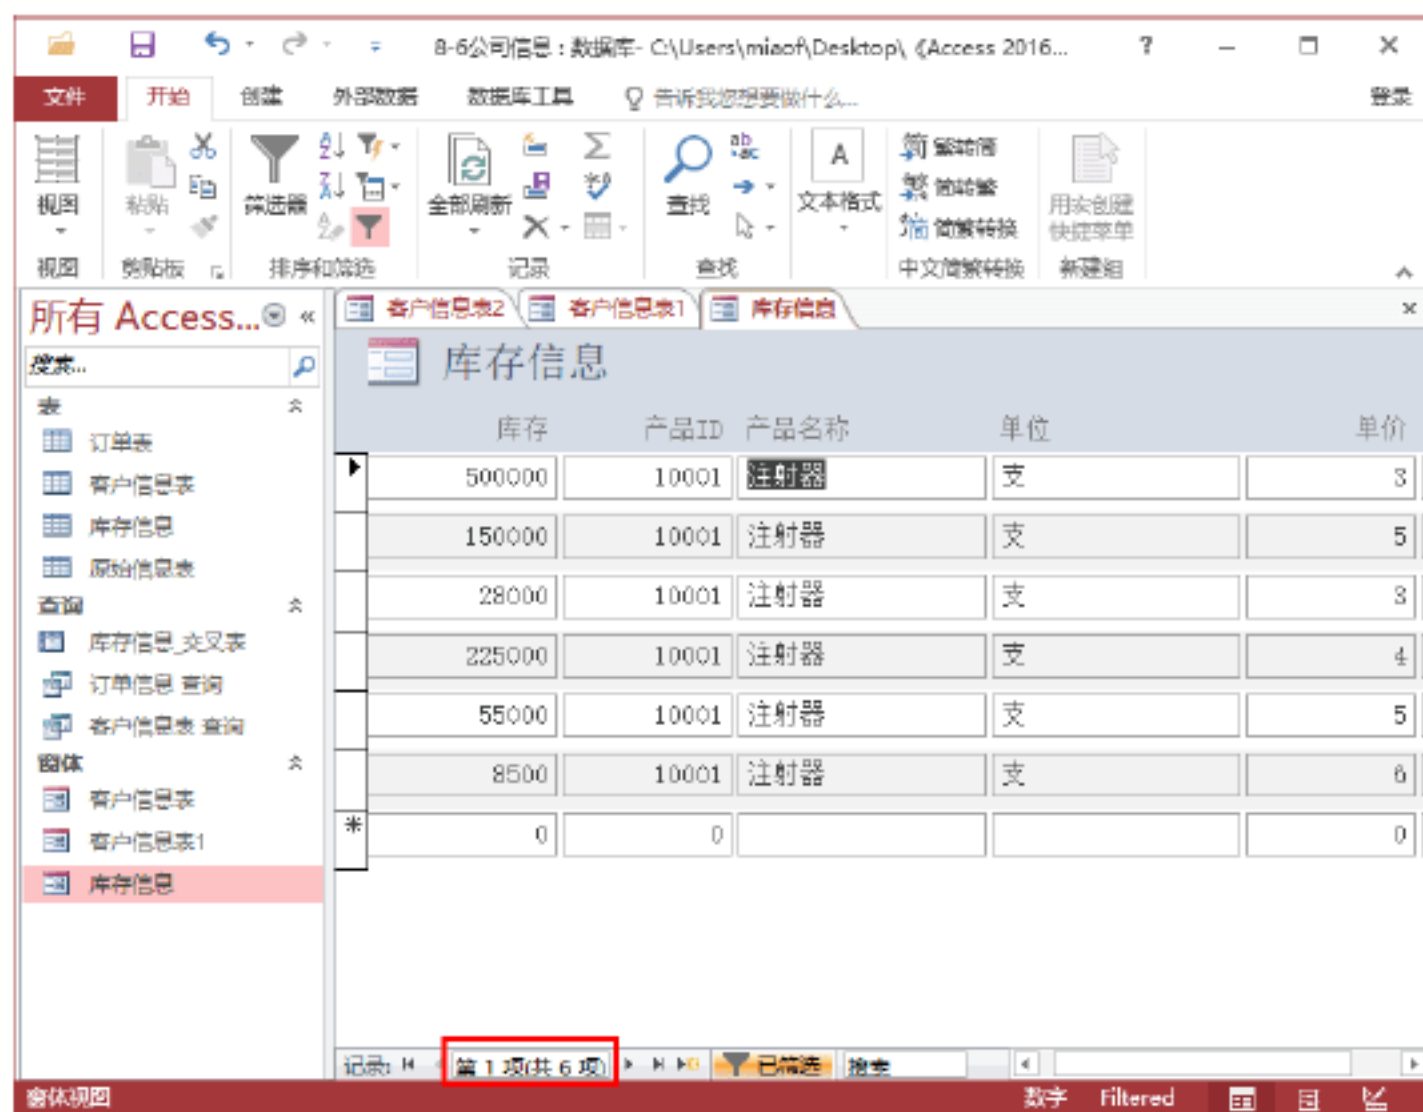 8-6公司信息：数据库- C:\Users\miaof\Desktop\《Access 2016... ?
文件 开始 创建 外部数据 数据库工具 告诉我您想要做什么... 登录
视图 粘贴 筛选器 全部刷新 查找 文本格式 繁转简 简转繁 简繁转换 用实创建快捷菜单
视图 剪贴板 排序和筛选 记录 查找 中文简繁转换 新建组
所有 Access... «
客户信息表2 客户信息表1 库存信息
搜索...
库存信息
表
订单表
客户信息表
库存信息
原始信息表
查询
库存信息_交叉表
订单信息 查询
客户信息表 查询
窗体
客户信息表
客户信息表1
库存信息
库存 产品ID 产品名称 单位 单价
500000 10001 注射器 支 3
150000 10001 注射器 支 5
28000 10001 注射器 支 3
225000 10001 注射器 支 4
55000 10001 注射器 支 5
8500 10001 注射器 支 6
* 0 0 0
记录: 第 1 项(共 6 项) 已筛选 搜索
窗体视图 数字 Filtered